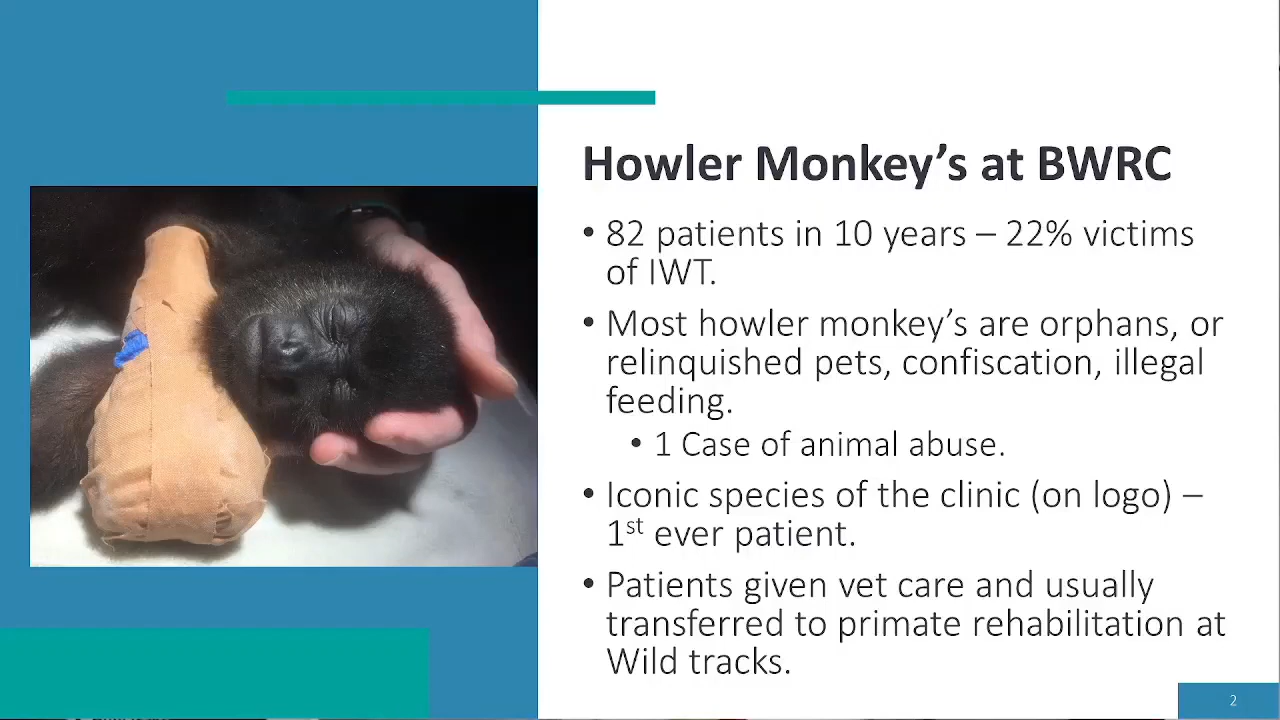 Howler Monkey’s at BWRC
• 82 patients in 10 years – 22% victims
of IWT.
• Most howler monkey’s are orphans, or
relinquished pets, confiscation, illegal
feeding.
• 1 Case of animal abuse.
• Iconic species of the clinic (on logo) –
1st ever patient.
• Patients given vet care and usually
transferred to primate rehabilitation at
Wild tracks.
2